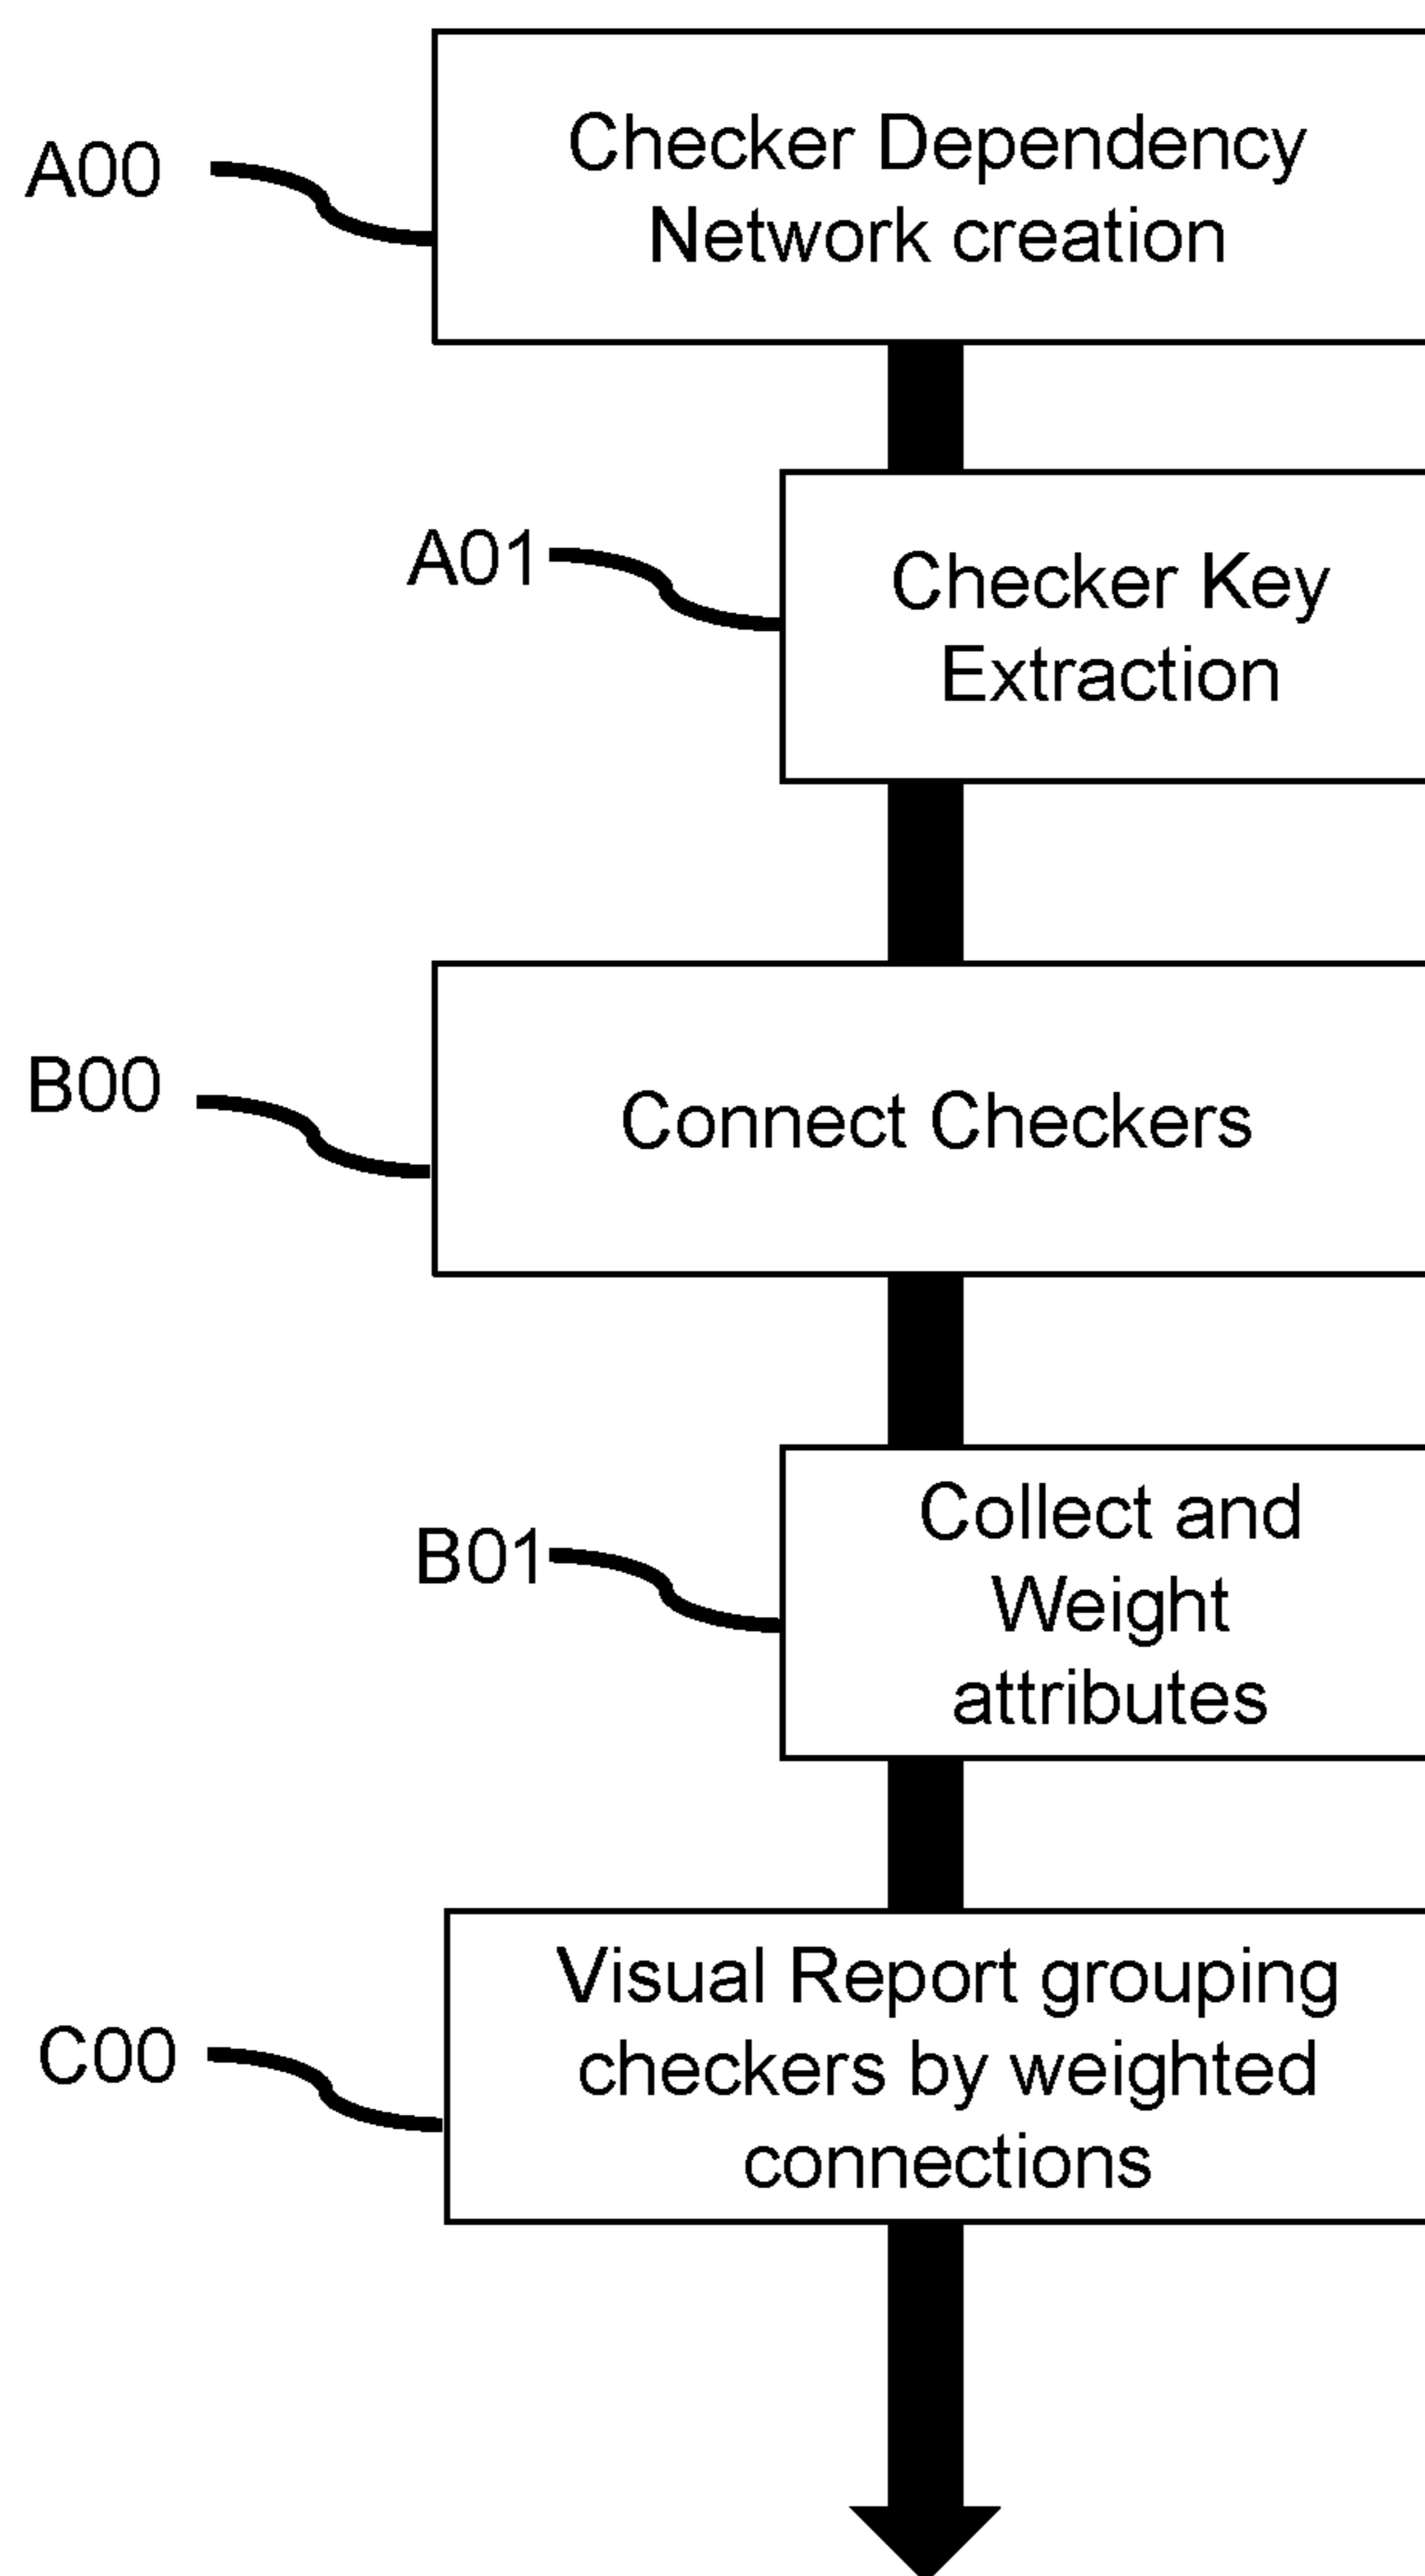 A00
Checker Dependency
Network creation
A01
Checker Key
Extraction
B00
Connect Checkers
B01
Collect and
Weight
attributes
C00
Visual Report grouping
checkers by weighted
connections